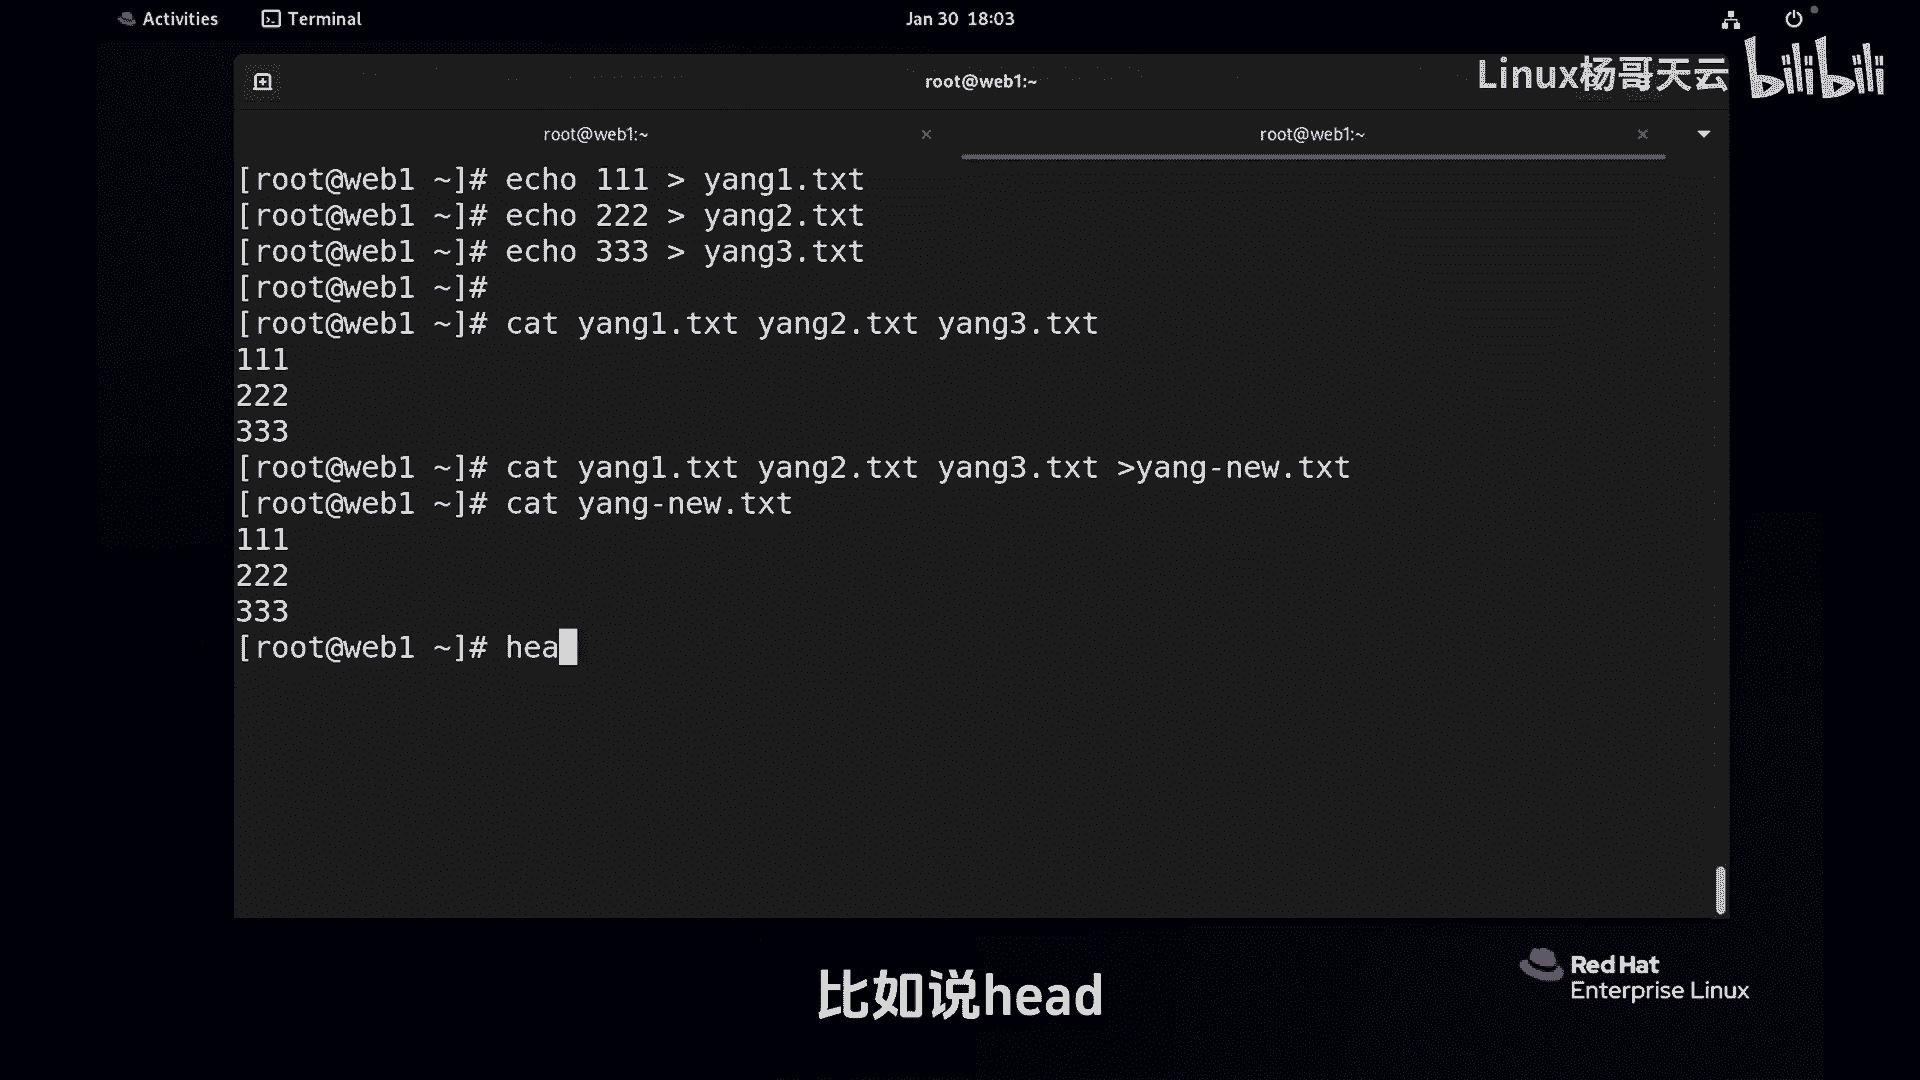 Activities Terminal Jan 30 18:03
root@web1:~
Linux杨哥天云 bilibili
root@web1:~ × root@web1:~ ×
[root@web1 ~]# echo 111 > yang1.txt
[root@web1 ~]# echo 222 > yang2.txt
[root@web1 ~]# echo 333 > yang3.txt
[root@web1 ~]#
[root@web1 ~]# cat yang1.txt yang2.txt yang3.txt
111
222
333
[root@web1 ~]# cat yang1.txt yang2.txt yang3.txt >yang-new.txt
[root@web1 ~]# cat yang-new.txt
111
222
333
[root@web1 ~]# hea
Red Hat
Enterprise Linux
比如说head